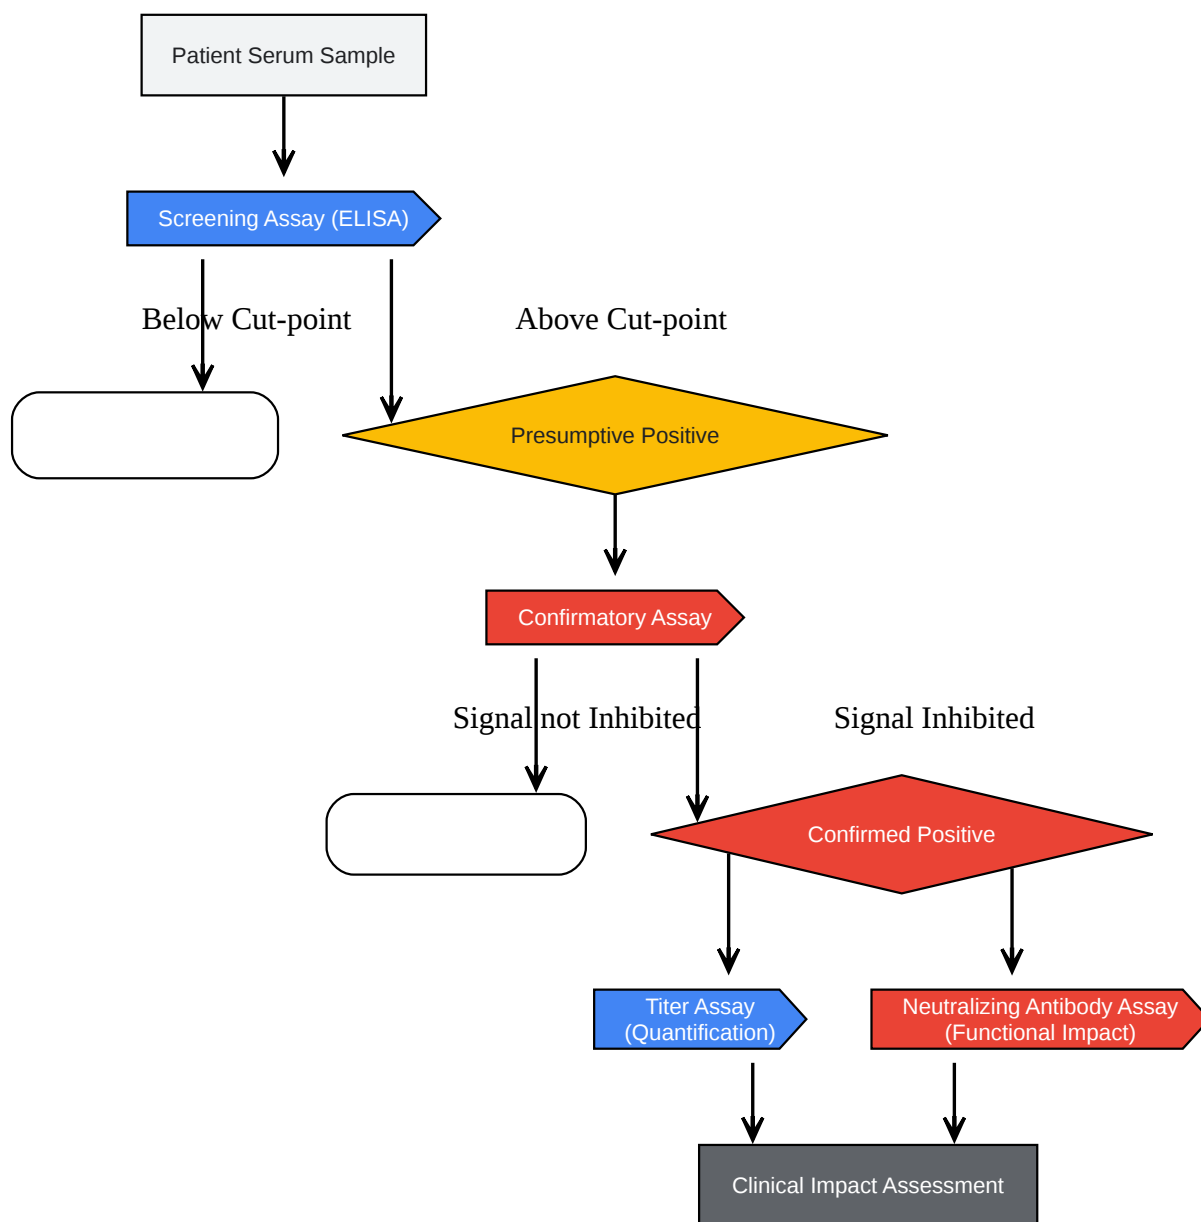 Patient Serum Sample
Screening Assay (ELISA)
Below Cut-point
Above Cut-point
Presumptive Positive
Confirmatory Assay
Signal not Inhibited
Signal Inhibited
Confirmed Positive
Titer Assay
(Quantification)
Neutralizing Antibody Assay
(Functional Impact)
Clinical Impact Assessment